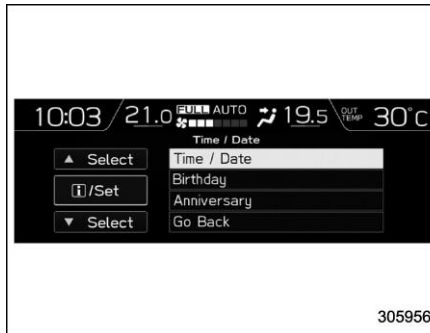 10:03 21.0 FULL AUTO 19.5 OUT TEMP 30°C
Time / Date
▲ Select
i/Set
▼ Select
Time / Date
Birthday
Anniversary
Go Back
305956